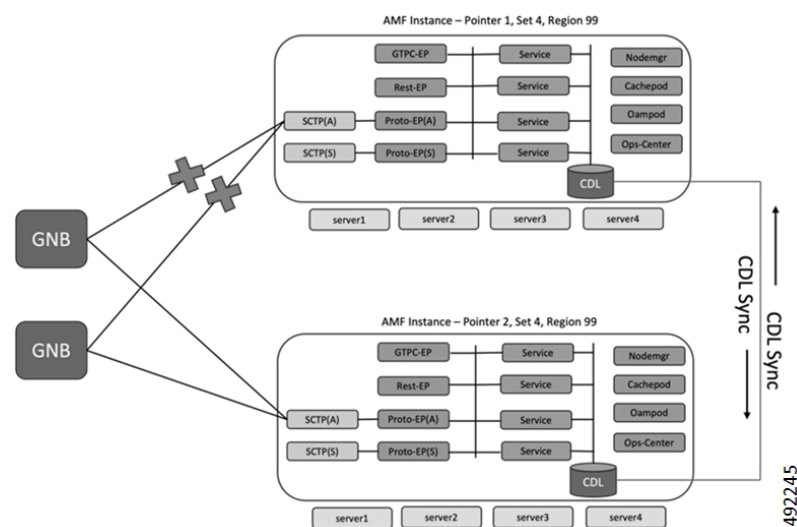 AMF Instance – Pointer 1, Set 4, Region 99
GTPC-EP
Service
Nodemgr
Rest-EP
Service
Cachepod
SCTP(A)
Proto-EP(A)
Service
Oampod
SCTP(S)
Proto-EP(S)
Service
Ops-Center
CDL
server1
server2
server3
server4
GNB
GNB
CDL Sync
CDL Sync
AMF Instance – Pointer 2, Set 4, Region 99
GTPC-EP
Service
Nodemgr
Rest-EP
Service
Cachepod
SCTP(A)
Proto-EP(A)
Service
Oampod
SCTP(S)
Proto-EP(S)
Service
Ops-Center
CDL
server1
server2
server3
server4
492245